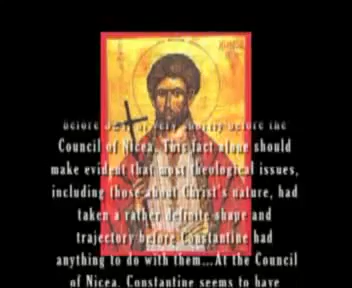 before
Council of Nicea. This fact alone should
make evident that most theological issues,
including those about Christ's nature, had
taken a rather definite shape and
trajectory before Constantine had
anything to do with them...At the Council
of Nicea, Constantine seems to have